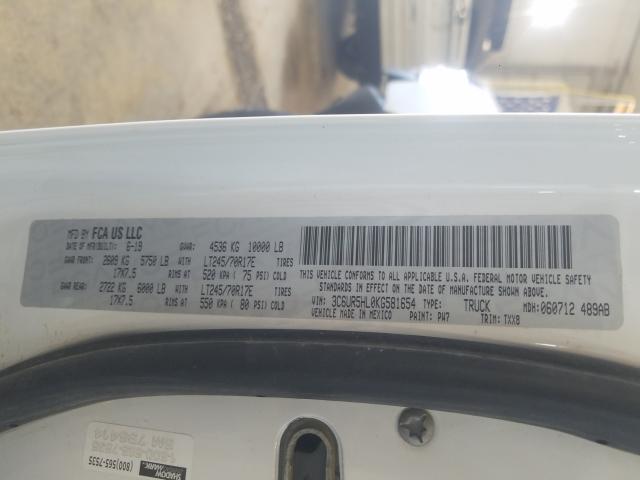 MFD BY FCA US LLC
DATE OF MFR(BUILT): 6-19 GVWR: 4536 KG 10000 LB
GAWR FRONT: 2609 KG 5750 LB WITH LT245/70R17E
17X7.5 RIMS AT 520 KPA ( 75 PSI) COLD
GAWR REAR: 2722 KG 6000 LB WITH LT245/70R17E
17X7.5 RIMS AT 550 KPA ( 80 PSI) COLD
THIS VEHICLE CONFORMS TO ALL APPLICABLE U.S.A. FEDERAL MOTOR VEHICLE SAFETY
STANDARDS IN EFFECT ON THE DATE OF MANUFACTURE SHOWN ABOVE
VIN: 3C6UR5HL0KG581654 TYPE: TRUCK MDH: 060712 489AB
VEHICLE MADE IN MEXICO PAINT: PW7 TRIM: TXX8
SHADOW
MARK
(800)565-7535